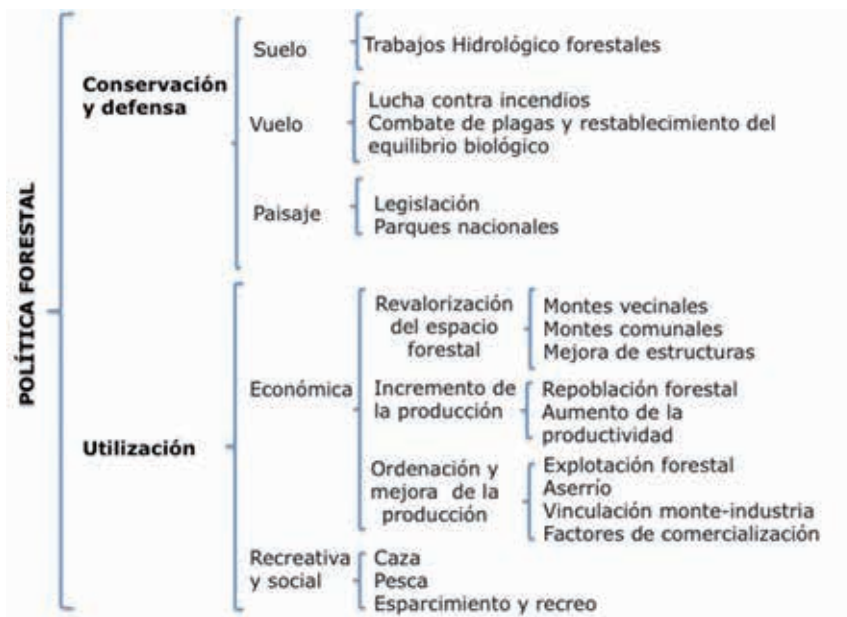 POLÍTICA FORESTAL
Conservación
y defensa
Suelo
Trabajos Hidrológico forestales
Vuelo
Lucha contra incendios
Combate de plagas y restablecimiento del
equilibrio biológico
Paisaje
Legislación
Parques nacionales
Utilización
Económica
Revalorización
del espacio
forestal
Montes vecinales
Montes comunales
Mejora de estructuras
Incremento de
la producción
Repoblación forestal
Aumento de la
productividad
Ordenación y
mejora de la
producción
Explotación forestal
Aserrío
Vinculación monte-industria
Factores de comercialización
Recreativa
y social
Caza
Pesca
Esparcimiento y recreo